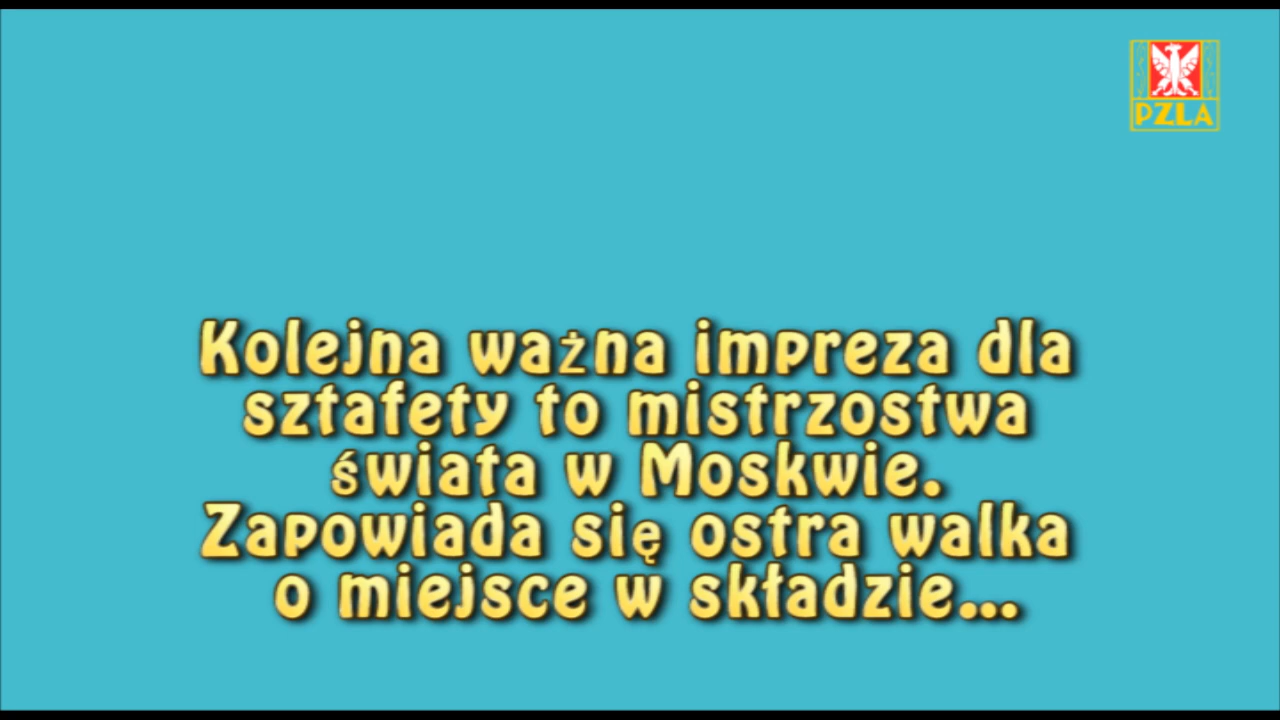 PZLA
Kolejna ważna impreza dla
sztafety to mistrzostwa
świata w Moskwie.
Zapowiada się ostra walka
o miejsce w składzie...